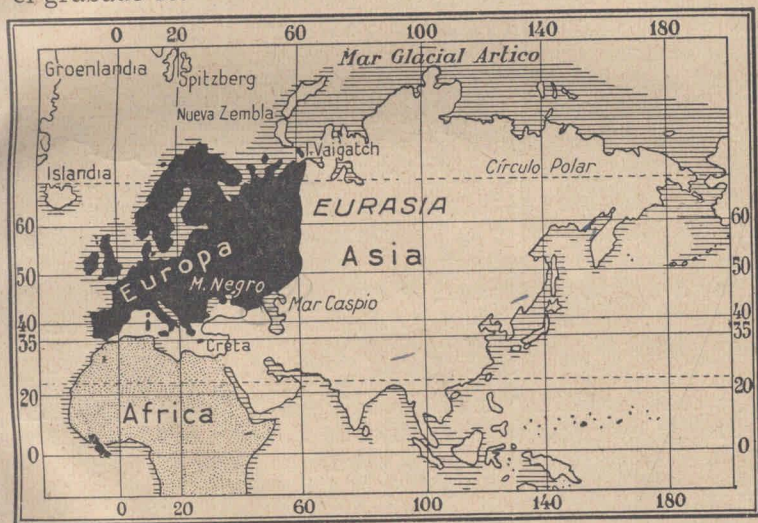 el grabado
0 20 60 100 140 180
Mar Glacial Artico
Groenlandia
Spitzberg
Nueva Zembla
I. Vaigatch
Islandia
Círculo Polar
EURASIA
60 60
Europa
Asia
50 50
M. Negro
Mar Caspio
40 40
35 35
Creta
20 20
Africa
0 0
0 20 60 100 140 180